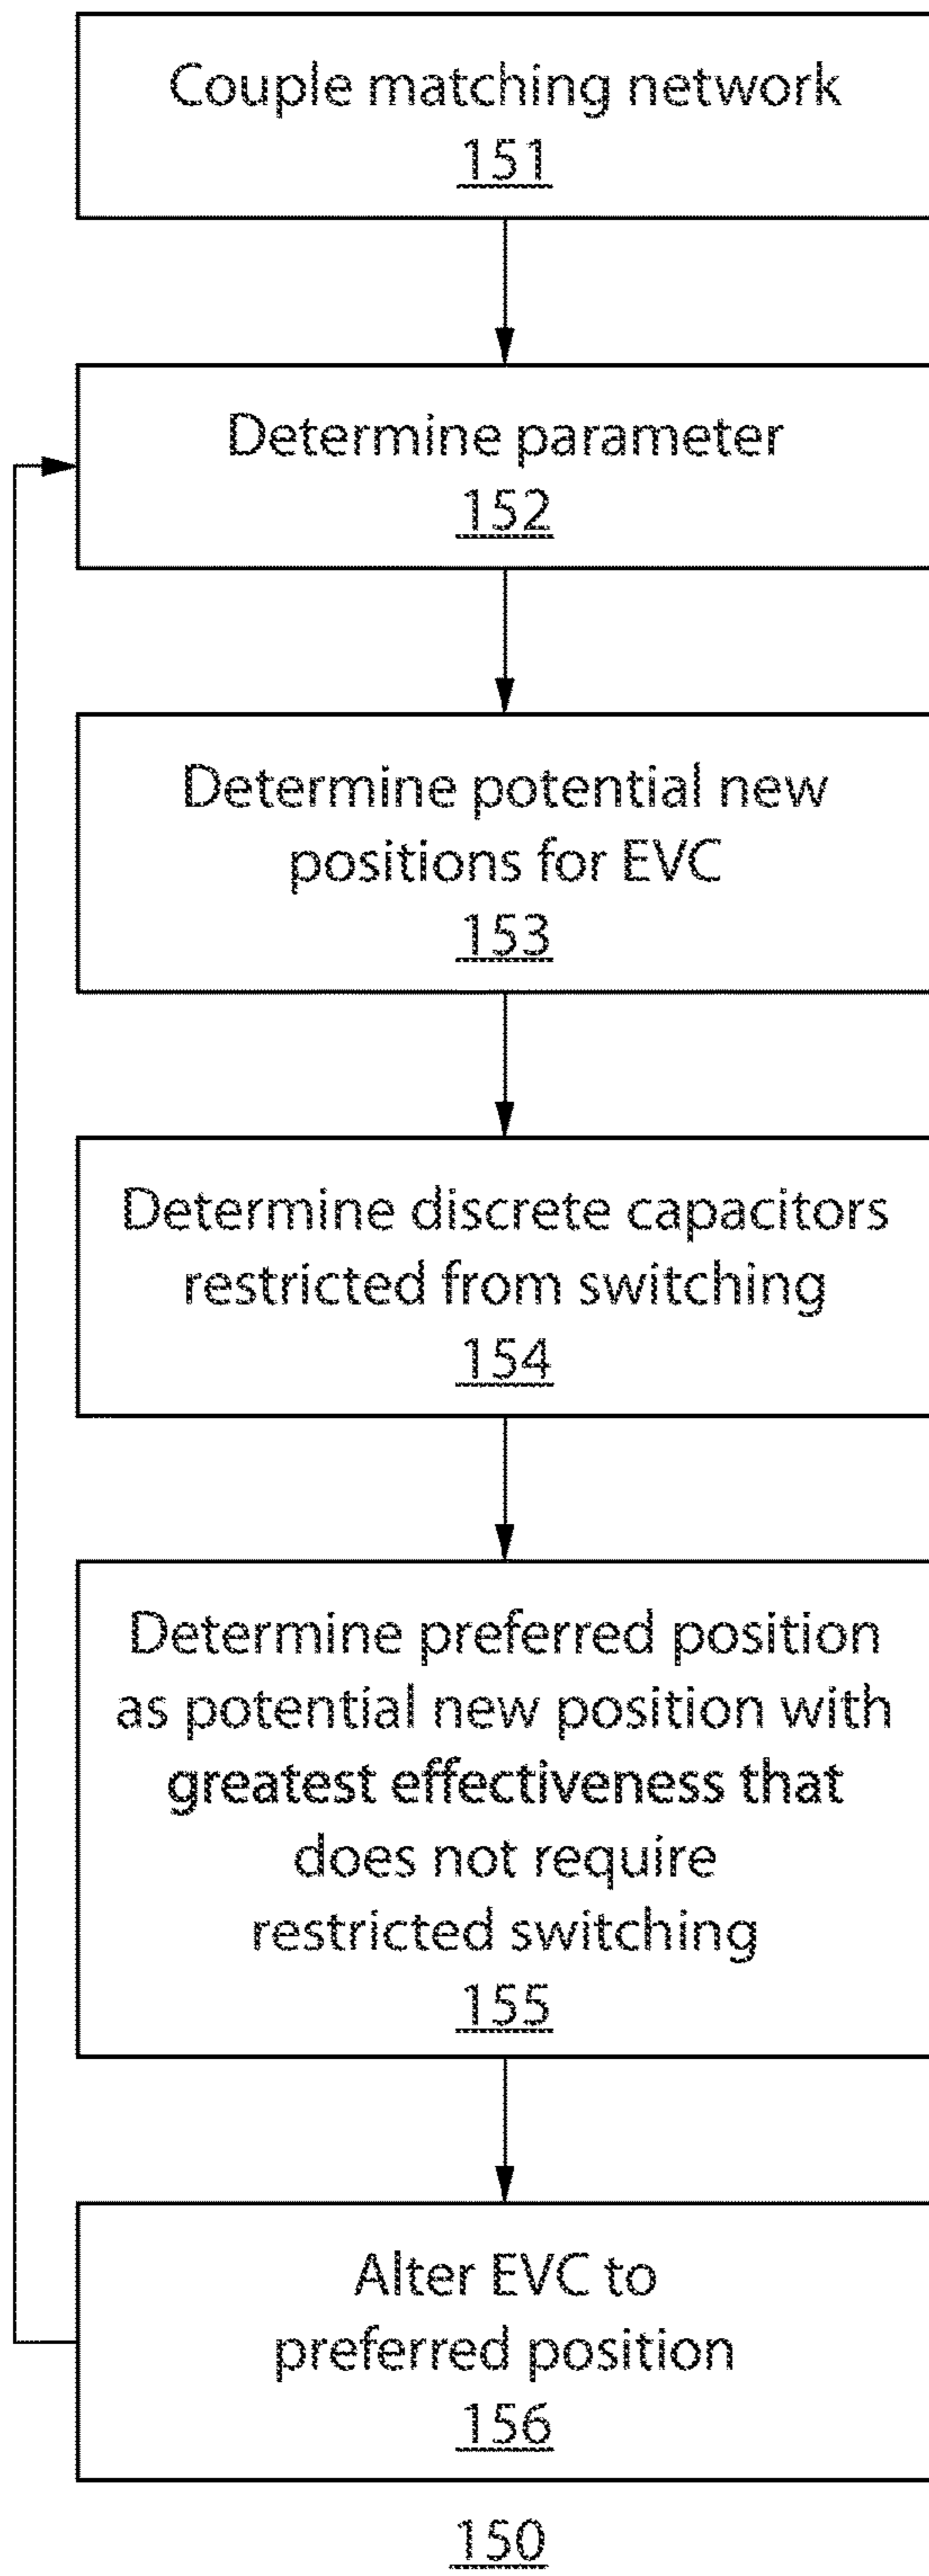 Couple matching network
151
Determine parameter
152
Determine potential new
positions for EVC
153
Determine discrete capacitors
restricted from switching
154
Determine preferred position
as potential new position with
greatest effectiveness that
does not require
restricted switching
155
Alter EVC to
preferred position
156
150